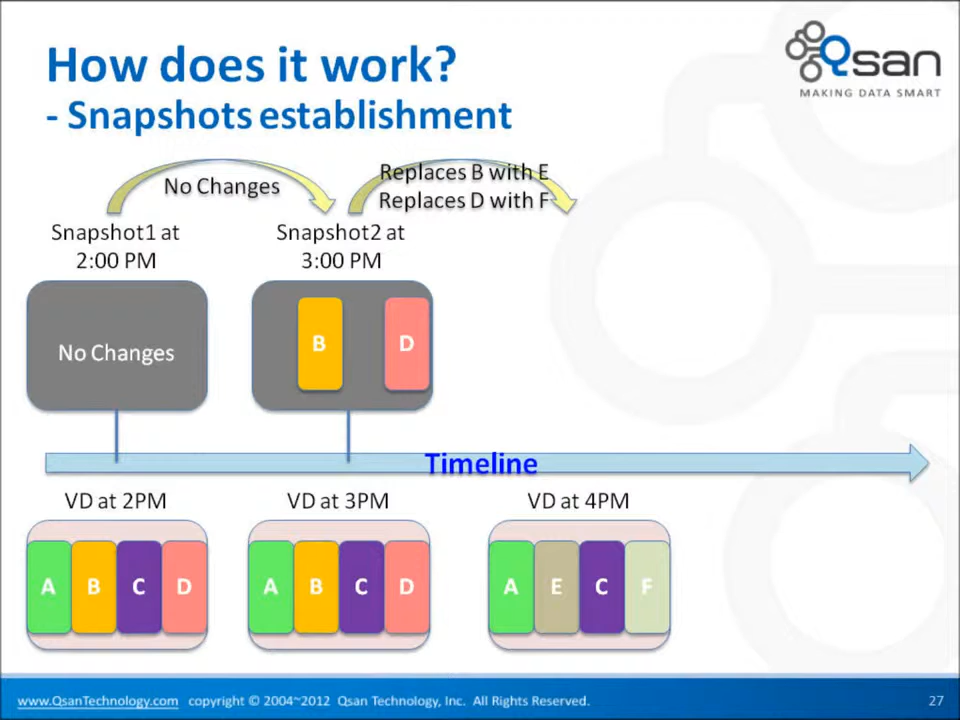 How does it work?
- Snapshots establishment
Qsan
MAKING DATA SMART
No Changes
Replaces B with E
Replaces D with F
Snapshot1 at
2:00 PM
Snapshot2 at
3:00 PM
No Changes
B
D
Timeline
VD at 2PM
VD at 3PM
VD at 4PM
A B C D
A B C D
A E C F
www.QsanTechnology.com copyright © 2004~2012 Qsan Technology, Inc. All Rights Reserved.
27